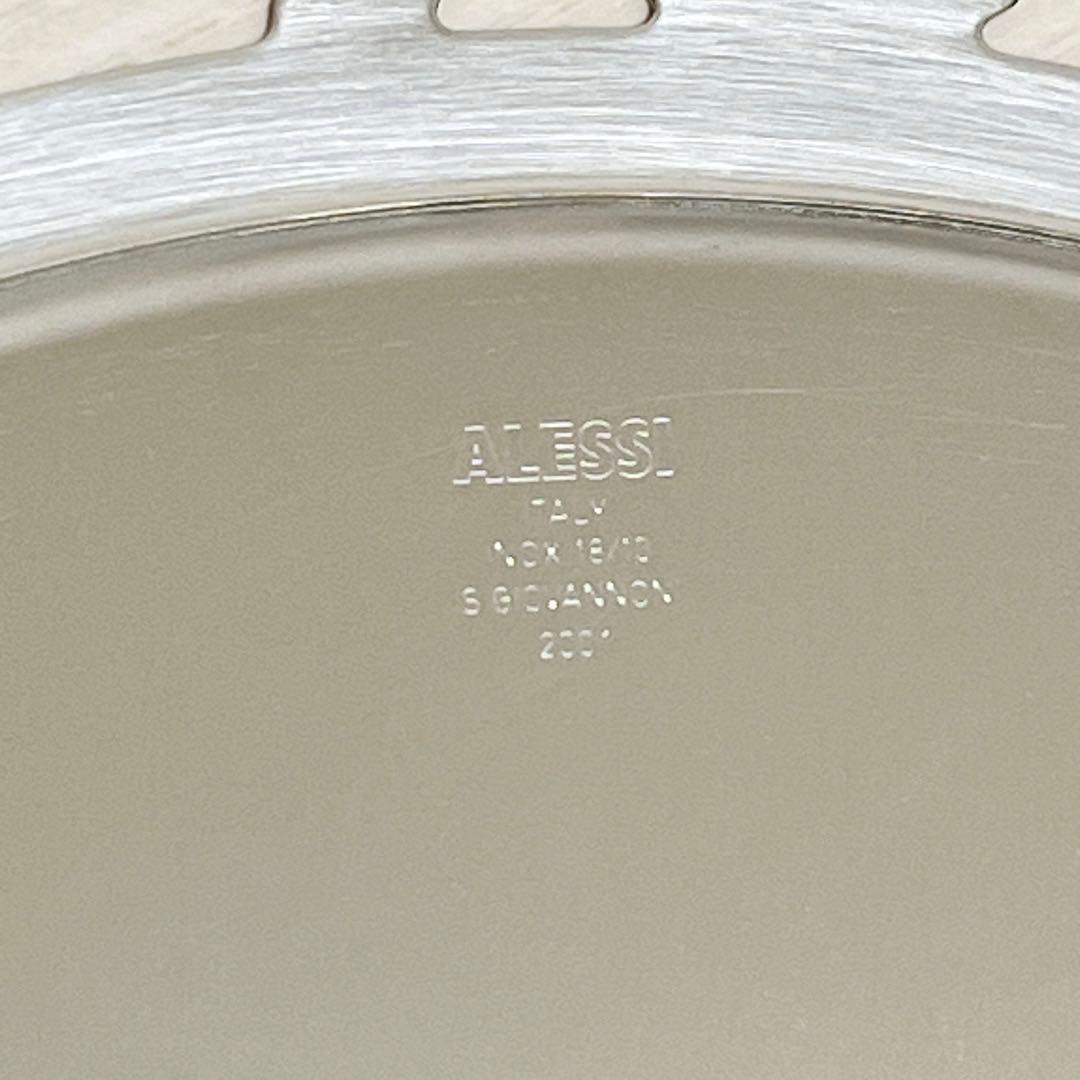 ALESSI
ITALY
INOX 18/10
S.GIOVANNONI
2001